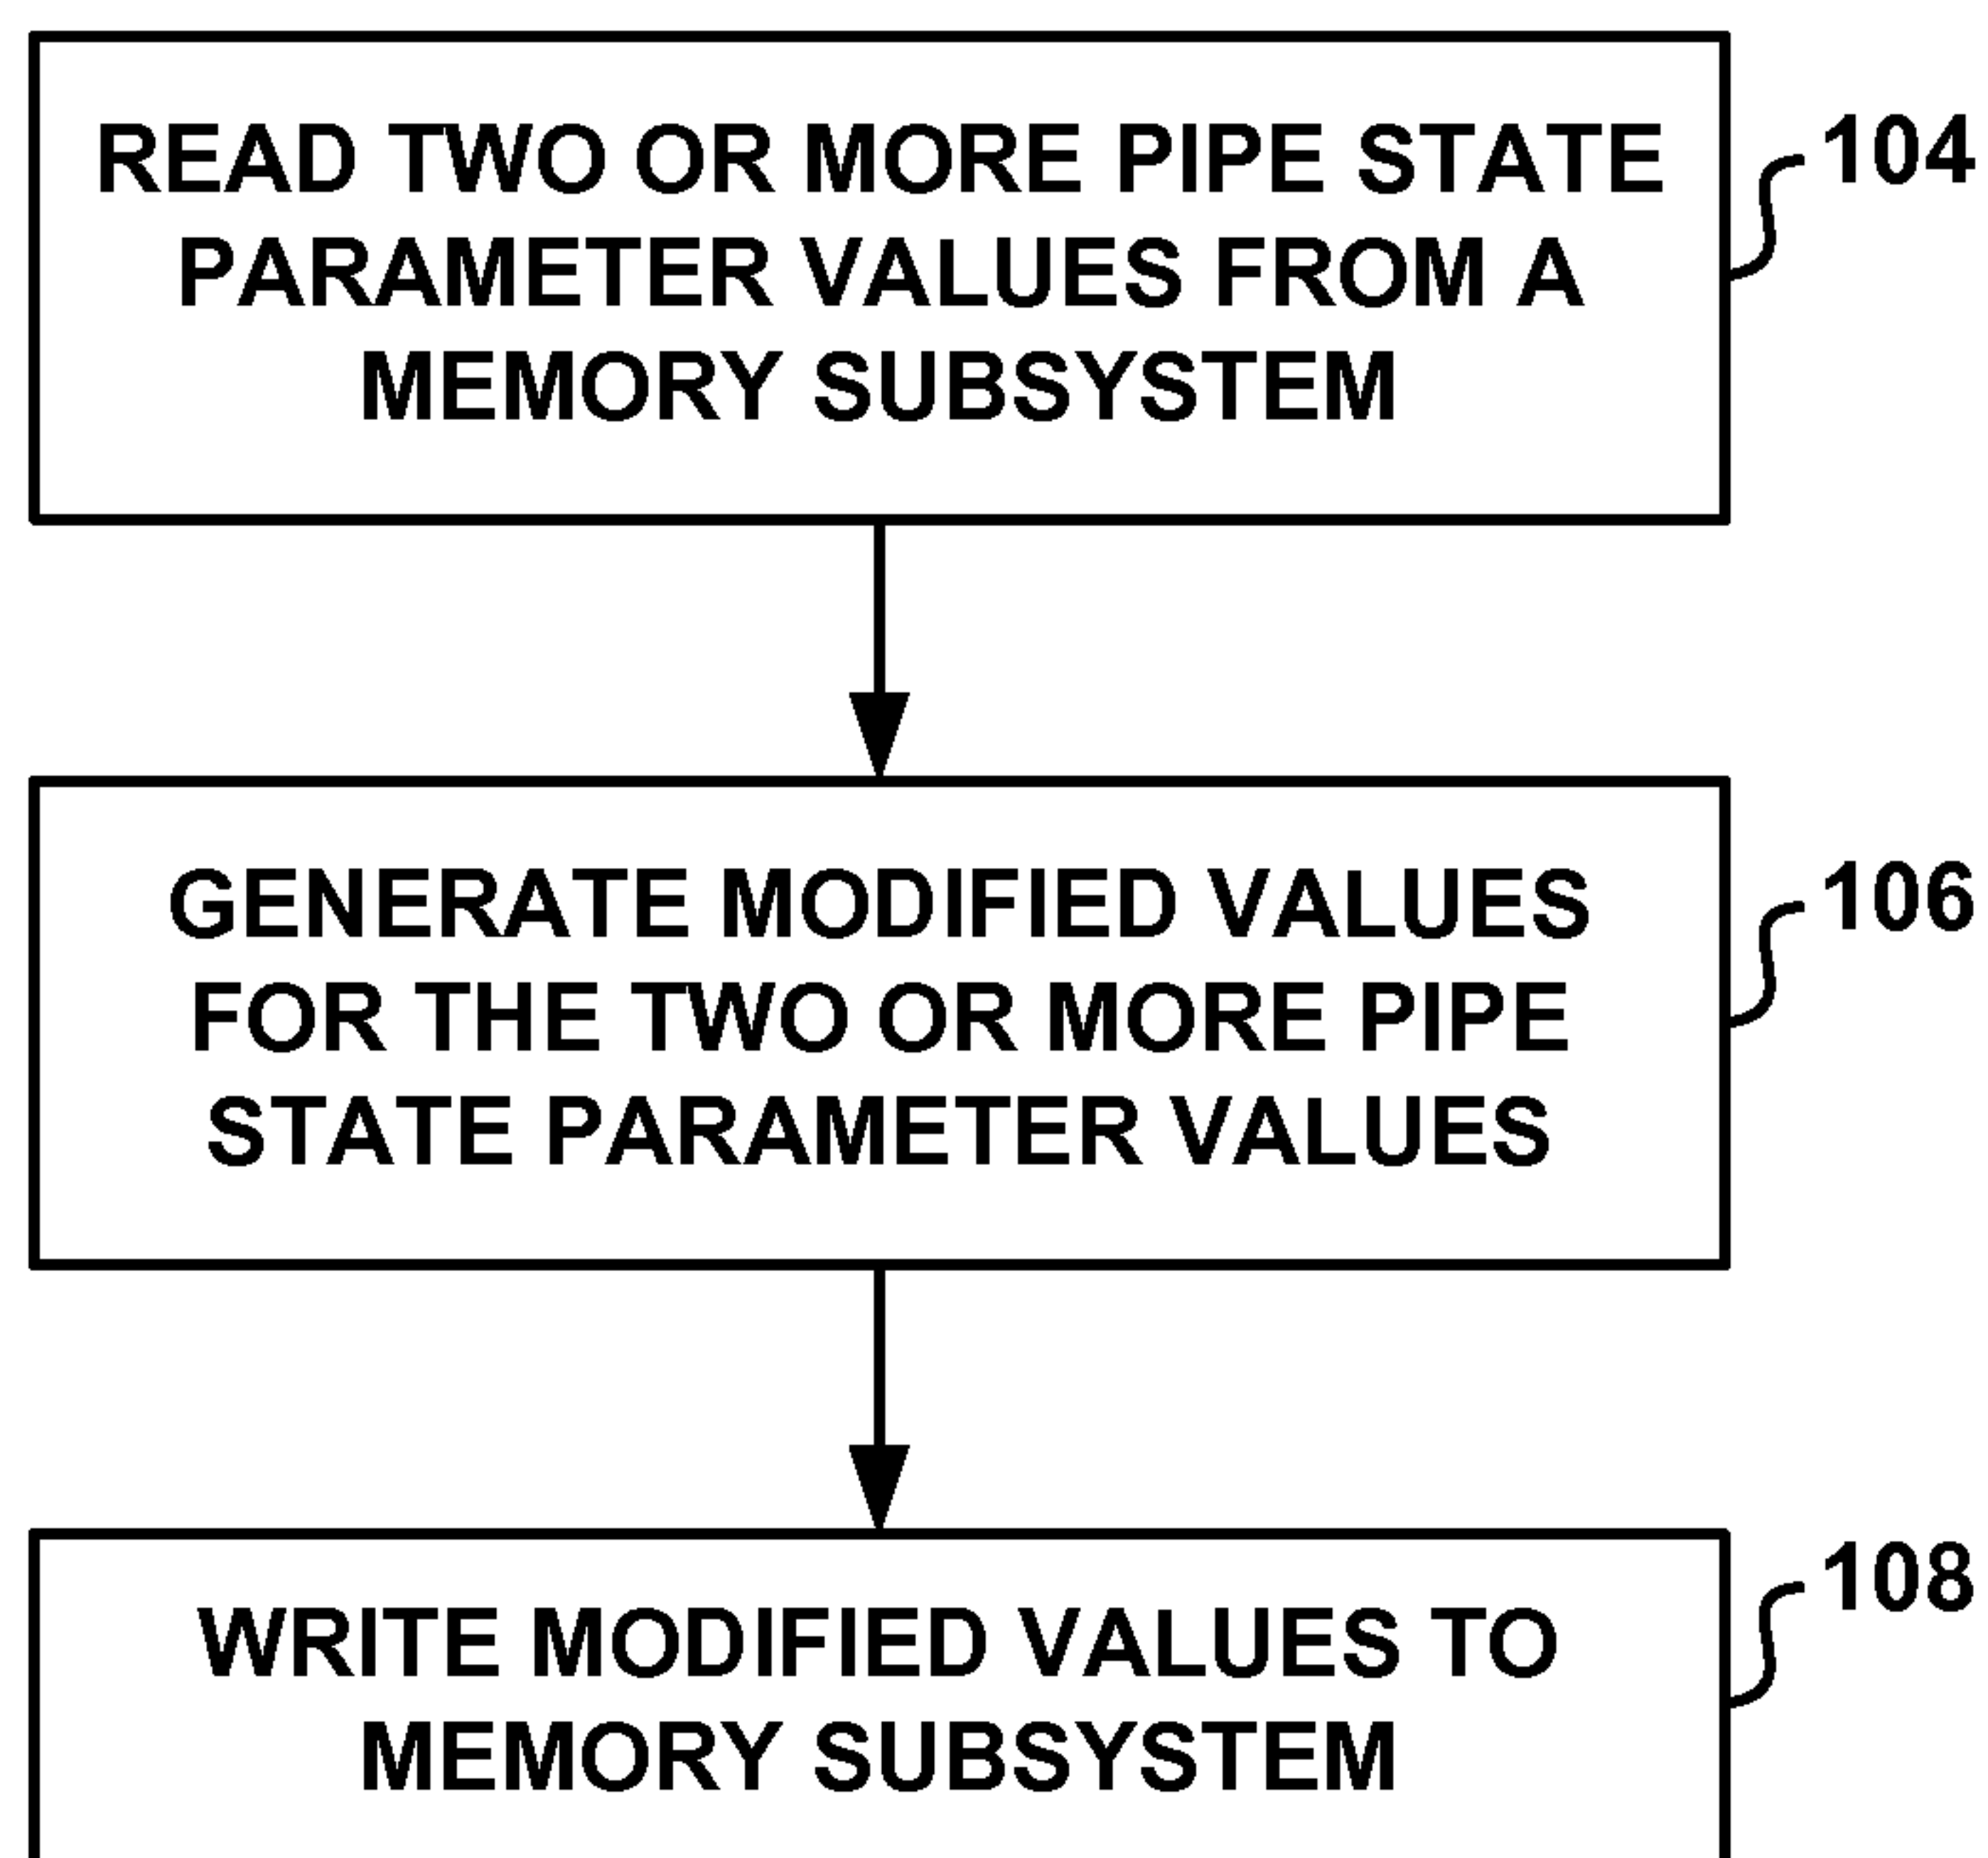 READ TWO OR MORE PIPE STATE
PARAMETER VALUES FROM A
MEMORY SUBSYSTEM
104
GENERATE MODIFIED VALUES
FOR THE TWO OR MORE PIPE
STATE PARAMETER VALUES
106
WRITE MODIFIED VALUES TO
MEMORY SUBSYSTEM
108